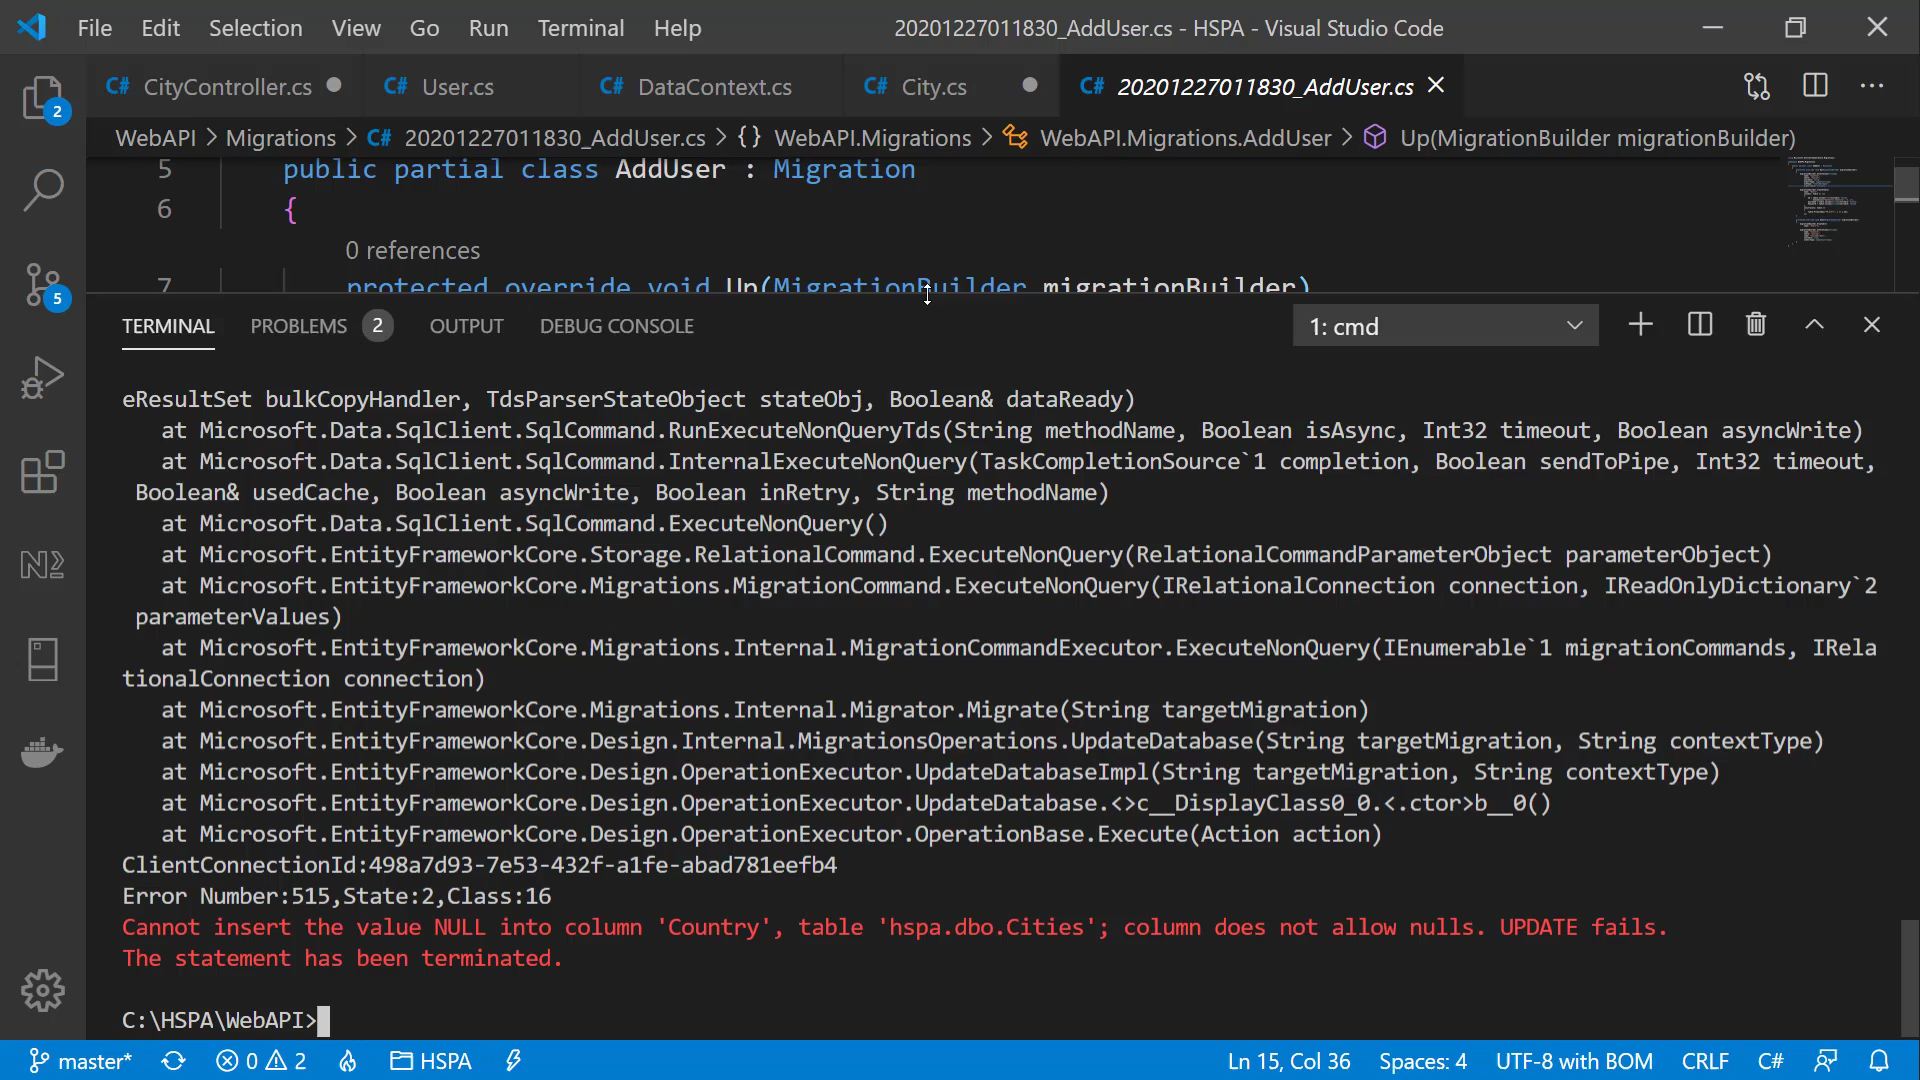 File Edit Selection View Go Run Terminal Help 20201227011830_AddUser.cs - HSPA - Visual Studio Code
C# CityController.cs C# User.cs C# DataContext.cs C# City.cs C# 20201227011830_AddUser.cs
2
WebAPI > Migrations > C# 20201227011830_AddUser.cs > {} WebAPI.Migrations > WebAPI.Migrations.AddUser > Up(MigrationBuilder migrationBuilder)
5 public partial class AddUser : Migration
6 {
0 references
7 protected override void Up(MigrationBuilder migrationBuilder)
5
TERMINAL PROBLEMS 2 OUTPUT DEBUG CONSOLE 1: cmd
eResultSet bulkCopyHandler, TdsParserStateObject stateObj, Boolean& dataReady)
at Microsoft.Data.SqlClient.SqlCommand.RunExecuteNonQueryTds(String methodName, Boolean isAsync, Int32 timeout, Boolean asyncWrite)
at Microsoft.Data.SqlClient.SqlCommand.InternalExecuteNonQuery(TaskCompletionSource`1 completion, Boolean sendToPipe, Int32 timeout,
Boolean& usedCache, Boolean asyncWrite, Boolean inRetry, String methodName)
at Microsoft.Data.SqlClient.SqlCommand.ExecuteNonQuery()
at Microsoft.EntityFrameworkCore.Storage.RelationalCommand.ExecuteNonQuery(RelationalCommandParameterObject parameterObject)
at Microsoft.EntityFrameworkCore.Migrations.MigrationCommand.ExecuteNonQuery(IRelationalConnection connection, IReadOnlyDictionary`2
parameterValues)
at Microsoft.EntityFrameworkCore.Migrations.Internal.MigrationCommandExecutor.ExecuteNonQuery(IEnumerable`1 migrationCommands, IRela
tionalConnection connection)
at Microsoft.EntityFrameworkCore.Migrations.Internal.Migrator.Migrate(String targetMigration)
at Microsoft.EntityFrameworkCore.Design.Internal.MigrationsOperations.UpdateDatabase(String targetMigration, String contextType)
at Microsoft.EntityFrameworkCore.Design.OperationExecutor.UpdateDatabaseImpl(String targetMigration, String contextType)
at Microsoft.EntityFrameworkCore.Design.OperationExecutor.UpdateDatabase.<>c__DisplayClass0_0.<.ctor>b__0()
at Microsoft.EntityFrameworkCore.Design.OperationExecutor.OperationBase.Execute(Action action)
ClientConnectionId:498a7d93-7e53-432f-a1fe-abad781eefb4
Error Number:515,State:2,Class:16
Cannot insert the value NULL into column 'Country', table 'hspa.dbo.Cities'; column does not allow nulls. UPDATE fails.
The statement has been terminated.
C:\HSPA\WebAPI>
master* 0 2 HSPA Ln 15, Col 36 Spaces: 4 UTF-8 with BOM CRLF C#